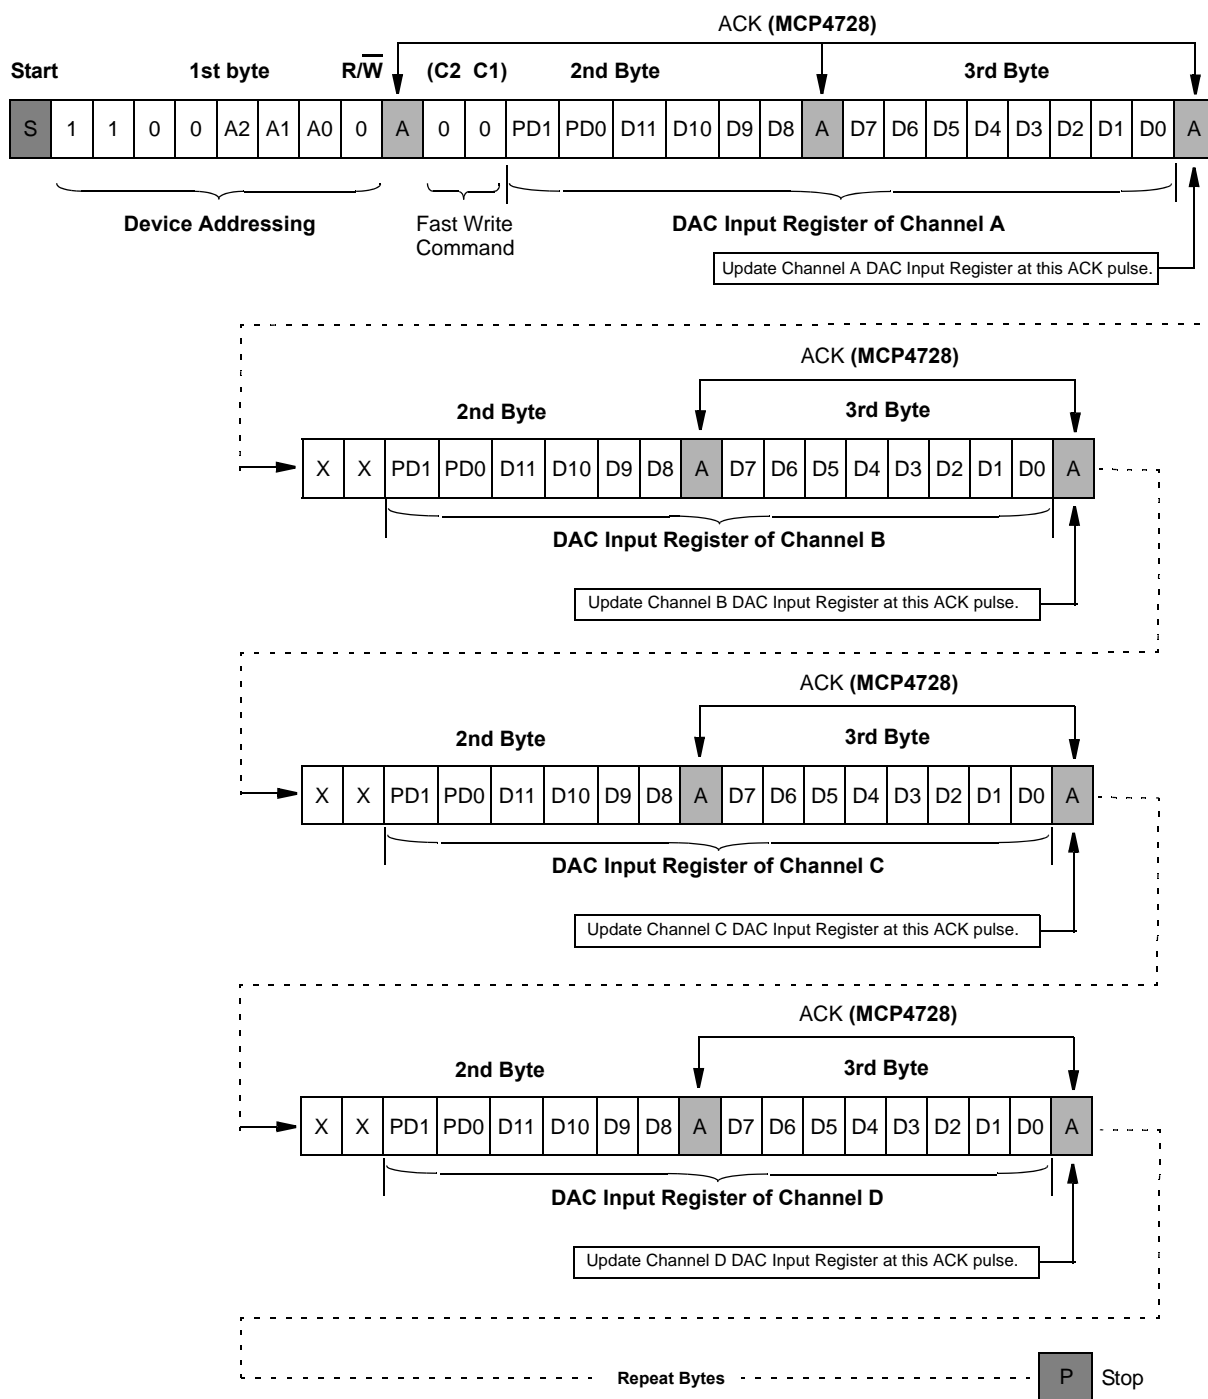 ACK (MCP4728)
Start 1st byte R/W̅ (C2 C1) 2nd Byte 3rd Byte
S 1 1 0 0 A2 A1 A0 0 A 0 0 PD1 PD0 D11 D10 D9 D8 A D7 D6 D5 D4 D3 D2 D1 D0 A
Device Addressing Fast Write DAC Input Register of Channel A
Command
Update Channel A DAC Input Register at this ACK pulse.
ACK (MCP4728)
2nd Byte 3rd Byte
X X PD1 PD0 D11 D10 D9 D8 A D7 D6 D5 D4 D3 D2 D1 D0 A
DAC Input Register of Channel B
Update Channel B DAC Input Register at this ACK pulse.
ACK (MCP4728)
2nd Byte 3rd Byte
X X PD1 PD0 D11 D10 D9 D8 A D7 D6 D5 D4 D3 D2 D1 D0 A
DAC Input Register of Channel C
Update Channel C DAC Input Register at this ACK pulse.
ACK (MCP4728)
2nd Byte 3rd Byte
X X PD1 PD0 D11 D10 D9 D8 A D7 D6 D5 D4 D3 D2 D1 D0 A
DAC Input Register of Channel D
Update Channel D DAC Input Register at this ACK pulse.
Repeat Bytes P Stop